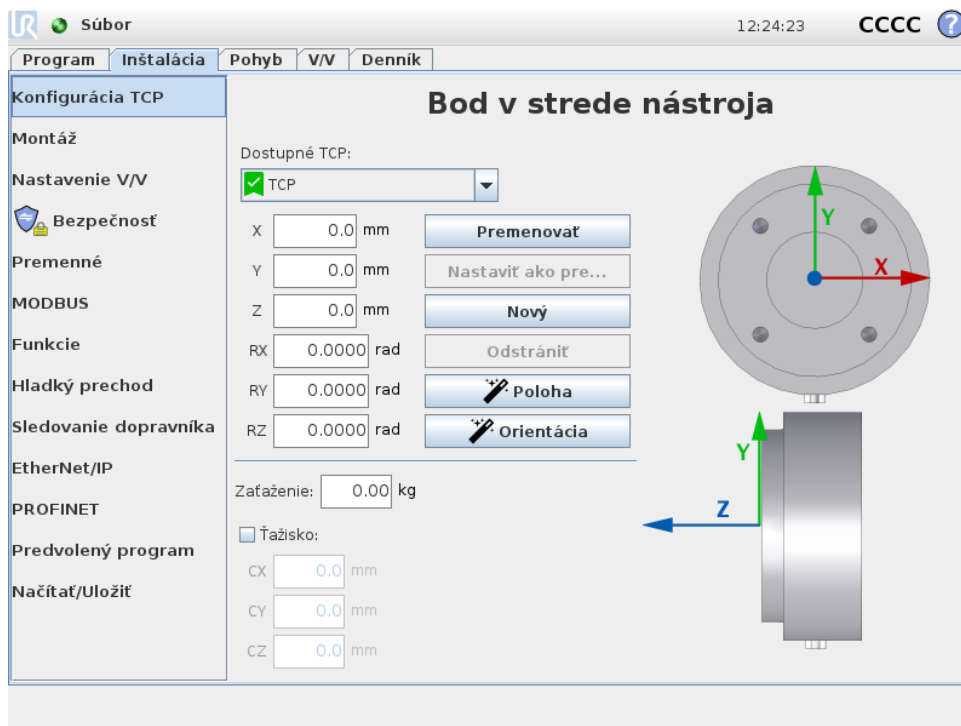 UR Súbor 12:24:23 CCCC ?
Program Inštalácia Pohyb V/V Denník
Konfigurácia TCP
Montáž
Nastavenie V/V
Bezpečnosť
Premenné
MODBUS
Funkcie
Hladký prechod
Sledovanie dopravníka
EtherNet/IP
PROFINET
Predvolený program
Načítať/Uložiť
Bod v strede nástroja
Dostupné TCP:
TCP
X 0.0 mm Premenovať
Y 0.0 mm Nastaviť ako pre...
Z 0.0 mm Nový
RX 0.0000 rad Odstrániť
RY 0.0000 rad Poloha
RZ 0.0000 rad Orientácia
Zaťaženie: 0.00 kg
Ťažisko:
CX 0.0 mm
CY 0.0 mm
CZ 0.0 mm
Y
X
Y
Z